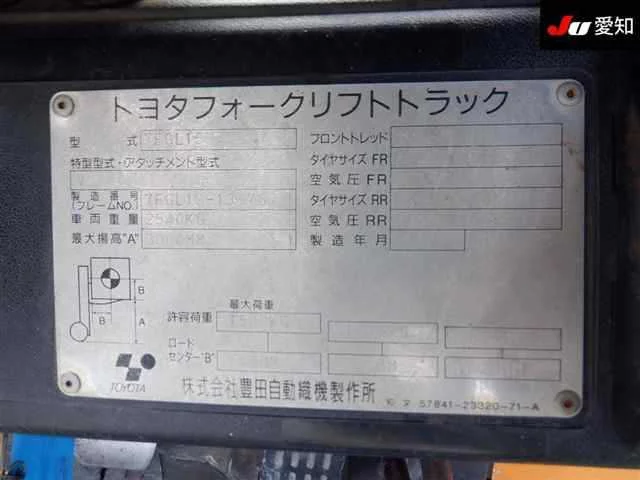 Ju 愛知
トヨタフォークリフトトラック
型式
特型型式・アタッチメント型式
製造番号
(フレームNO.)
車両重量 2540KG
最大揚高"A"
フロントトレッド
タイヤサイズ FR
空気圧 FR
タイヤサイズ RR
空気圧 RR
製造年月
B
B
A
最大荷重
許容荷重
ロード
センター"B"
TOYOTA
株式会社豊田自動織機製作所
57841-23320-71-A